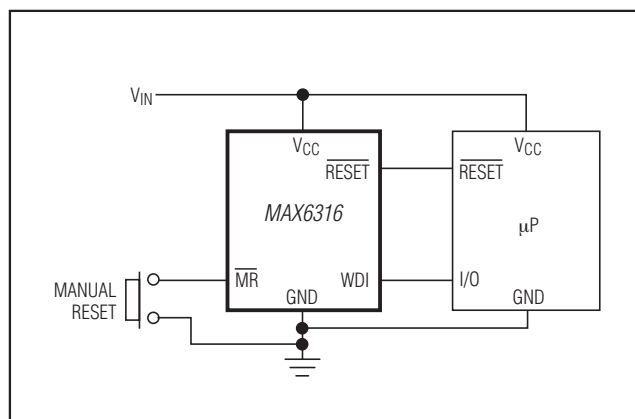 VIN
VCC
RESET
MAX6316
MR
GND
WDI
VCC
RESET
μP
I/O
GND
MANUAL
RESET